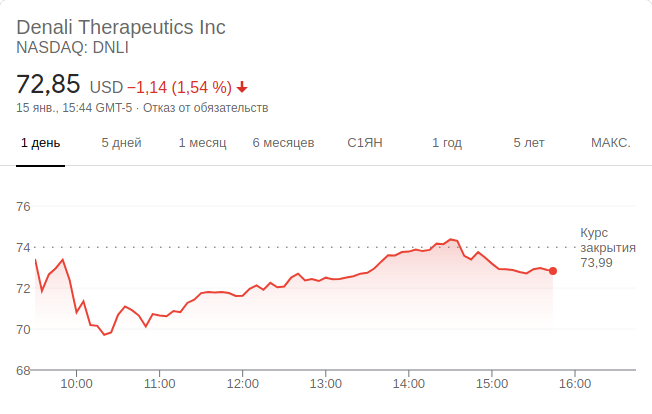 Denali Therapeutics Inc
NASDAQ: DNLI
72,85 USD −1,14 (1,54 %)
15 янв., 15:44 GMT-5 · Отказ от обязательств
1 день 5 дней 1 месяц 6 месяцев С1ЯН 1 год 5 лет МАКС.
76
74
72
70
68
Курс
закрытия
73,99
10:00 11:00 12:00 13:00 14:00 15:00 16:00